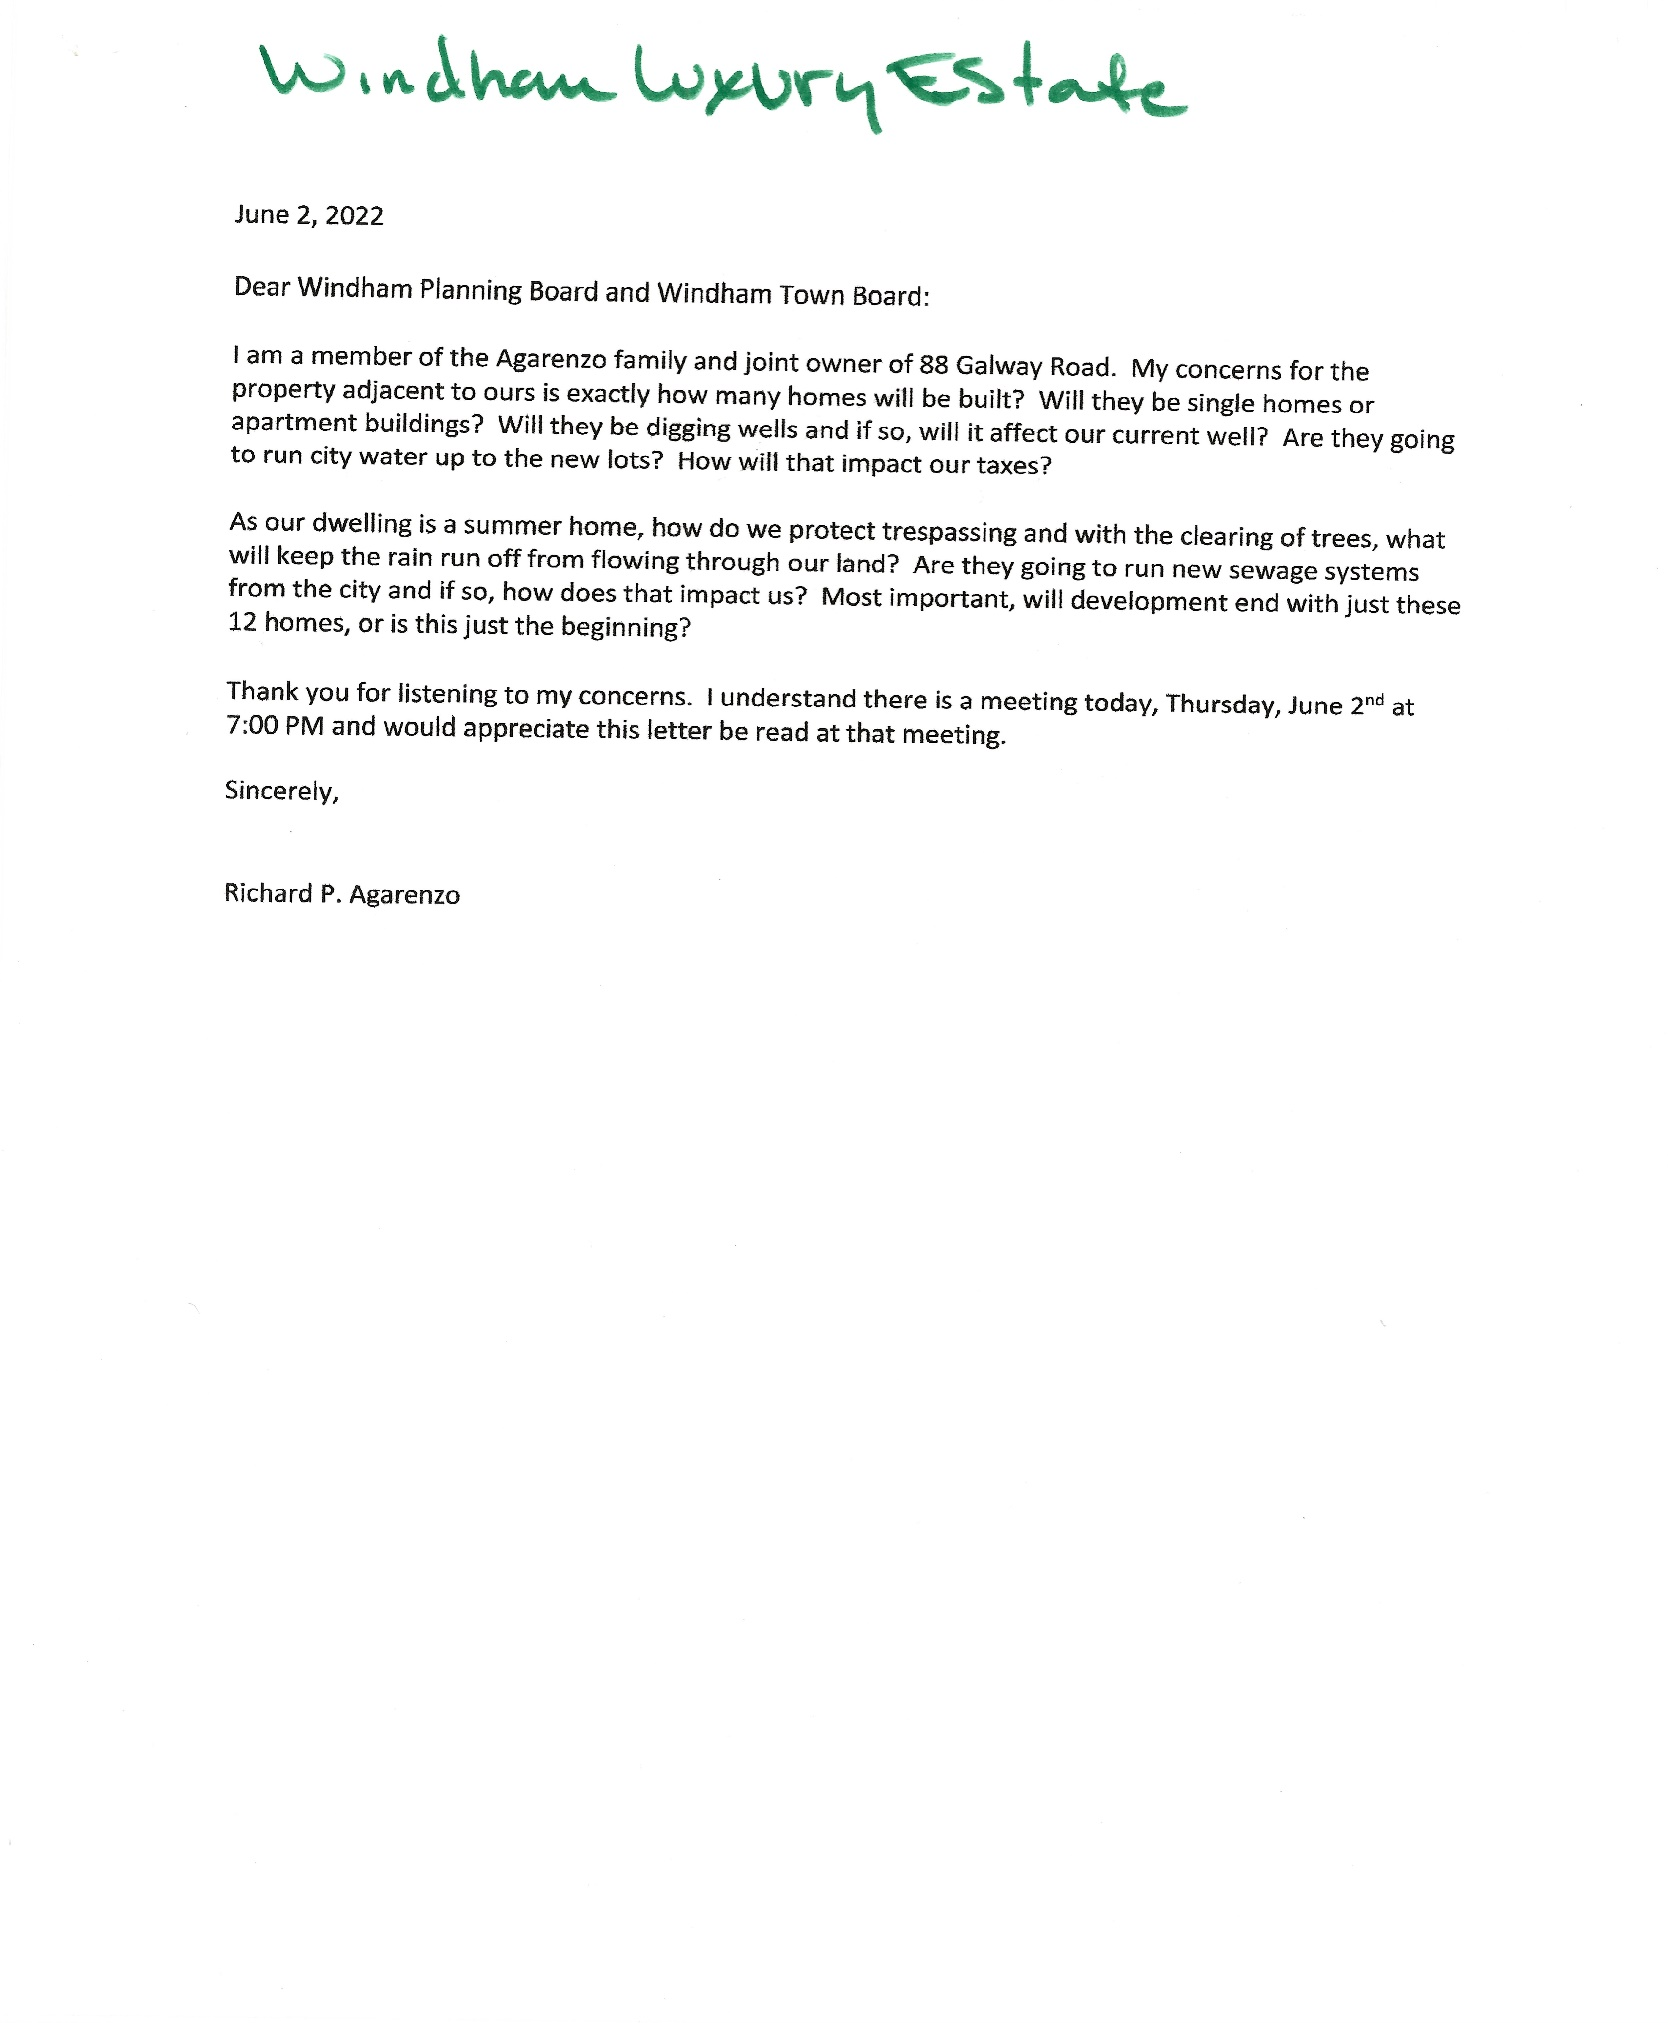 Windham Luxury Estate
June 2, 2022
Dear Windham Planning Board and Windham Town Board:
I am a member of the Agarenzo family and joint owner of 88 Galway Road.  My concerns for the
property adjacent to ours is exactly how many homes will be built?  Will they be single homes or
apartment buildings?  Will they be digging wells and if so, will it affect our current well?  Are they going
to run city water up to the new lots?  How will that impact our taxes?
As our dwelling is a summer home, how do we protect trespassing and with the clearing of trees, what
will keep the rain run off from flowing through our land?  Are they going to run new sewage systems
from the city and if so, how does that impact us?  Most important, will development end with just these
12 homes, or is this just the beginning?
Thank you for listening to my concerns.  I understand there is a meeting today, Thursday, June 2nd at
7:00 PM and would appreciate this letter be read at that meeting.
Sincerely,
Richard P. Agarenzo